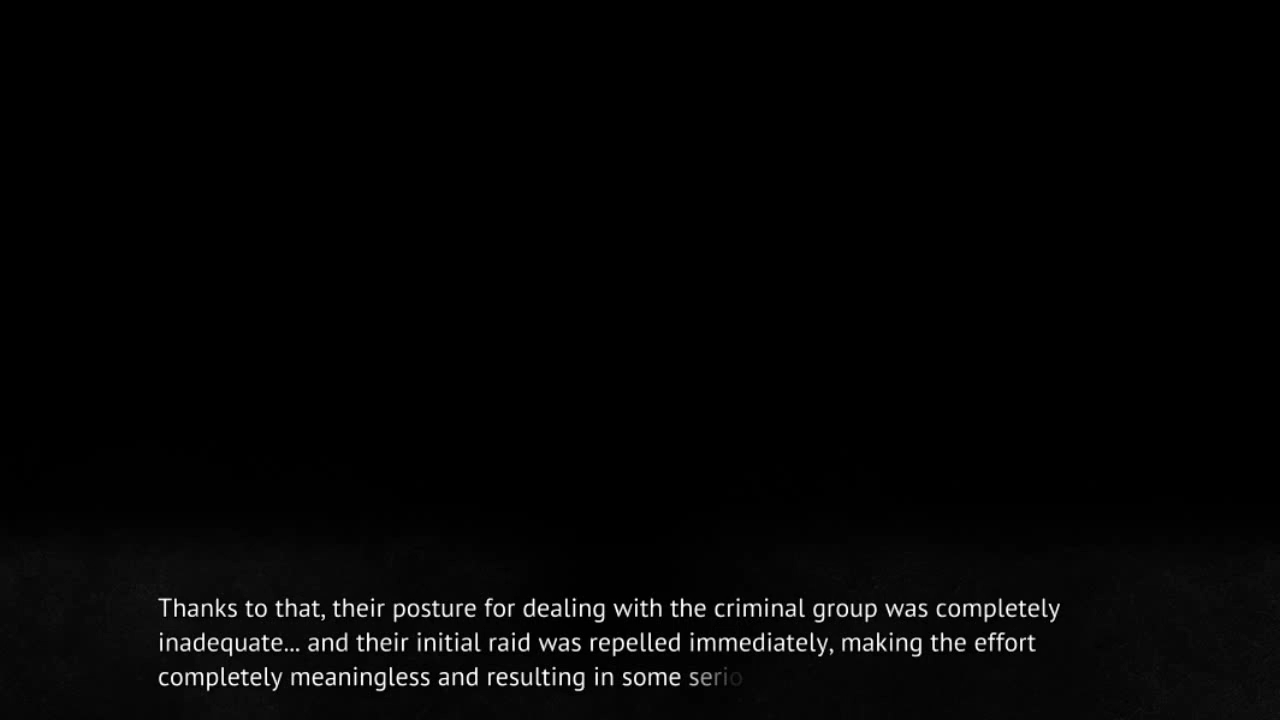 Thanks to that, their posture for dealing with the criminal group was completely
inadequate... and their initial raid was repelled immediately, making the effort
completely meaningless and resulting in some serio